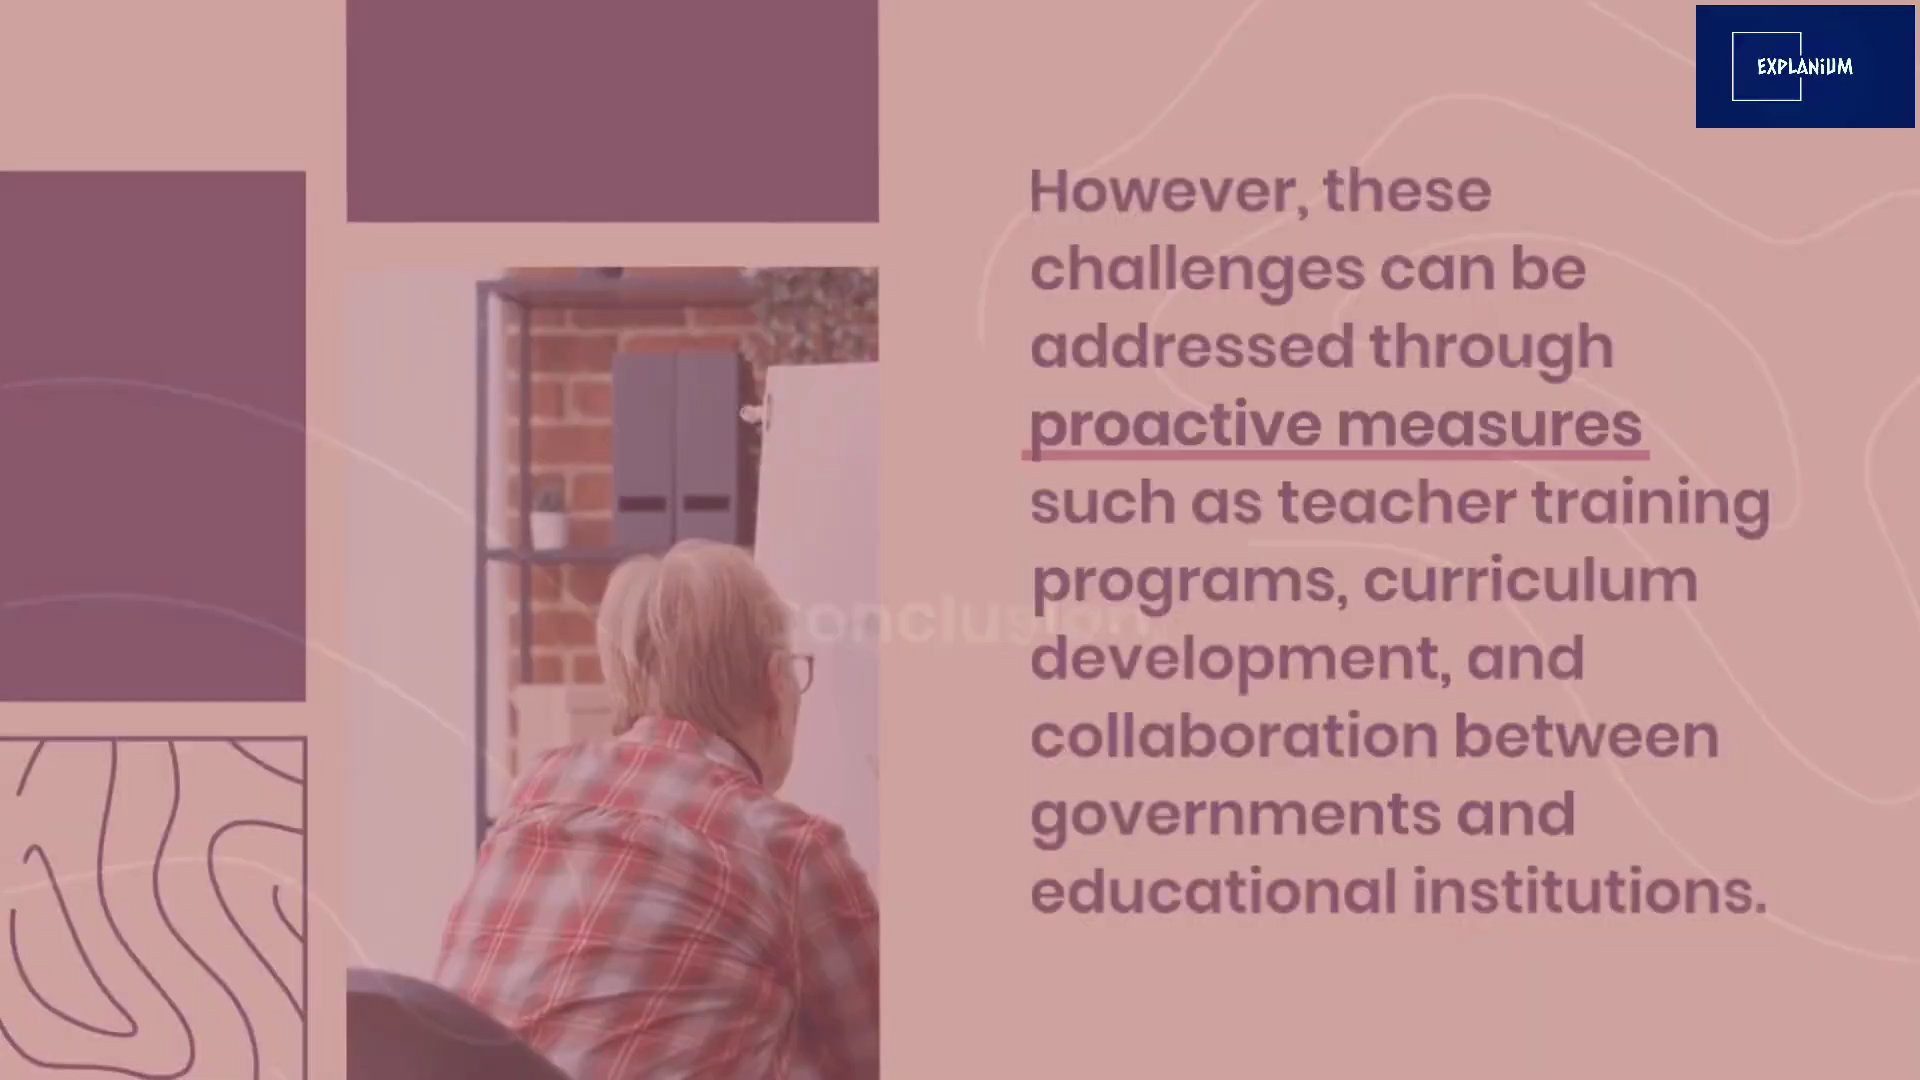 EXPLANiUM
However, these
challenges can be
addressed through
proactive measures
such as teacher training
programs, curriculum
Conclusion
development, and
collaboration between
governments and
educational institutions.